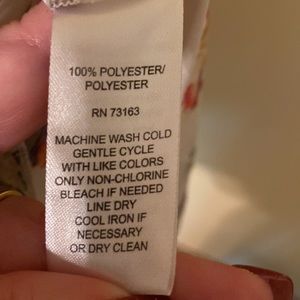 100% POLYESTER/
POLYESTER
RN 73163
MACHINE WASH COLD
GENTLE CYCLE
WITH LIKE COLORS
ONLY NON-CHLORINE
BLEACH IF NEEDED
LINE DRY
COOL IRON IF
NECESSARY
OR DRY CLEAN